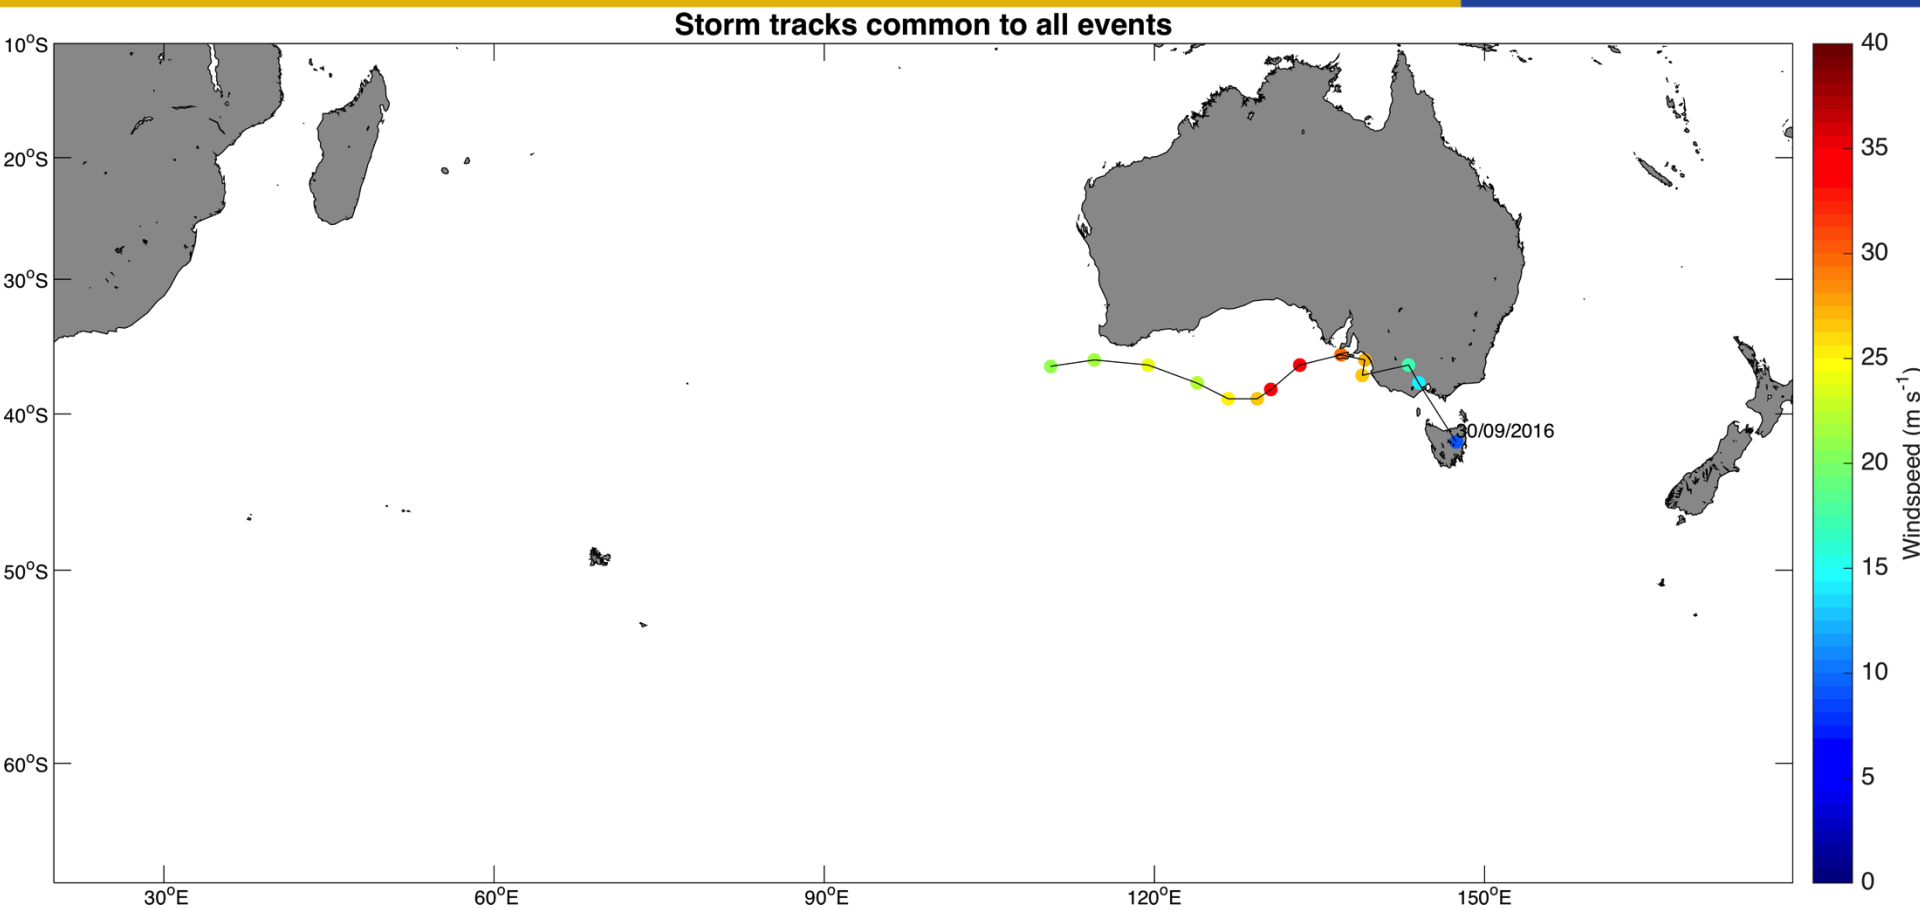 Storm tracks common to all events
10°S
20°S
30°S
40°S
50°S
60°S
30°E
60°E
90°E
120°E
150°E
30/09/2016
40
35
30
25
20
15
10
5
0
Windspeed (m s⁻¹)